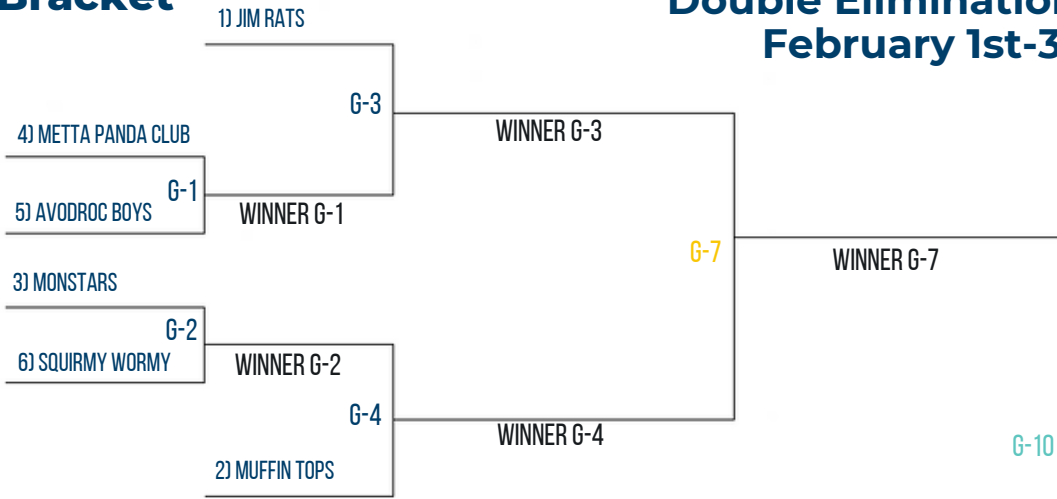 Bracket
Double Elimination
February 1st-3
1) JIM RATS
G-3
WINNER G-3
4) METTA PANDA CLUB
G-1
5) AVODROC BOYS
WINNER G-1
G-7
WINNER G-7
3) MONSTARS
G-2
6) SQUIRMY WORMY
WINNER G-2
G-4
WINNER G-4
G-10
2) MUFFIN TOPS